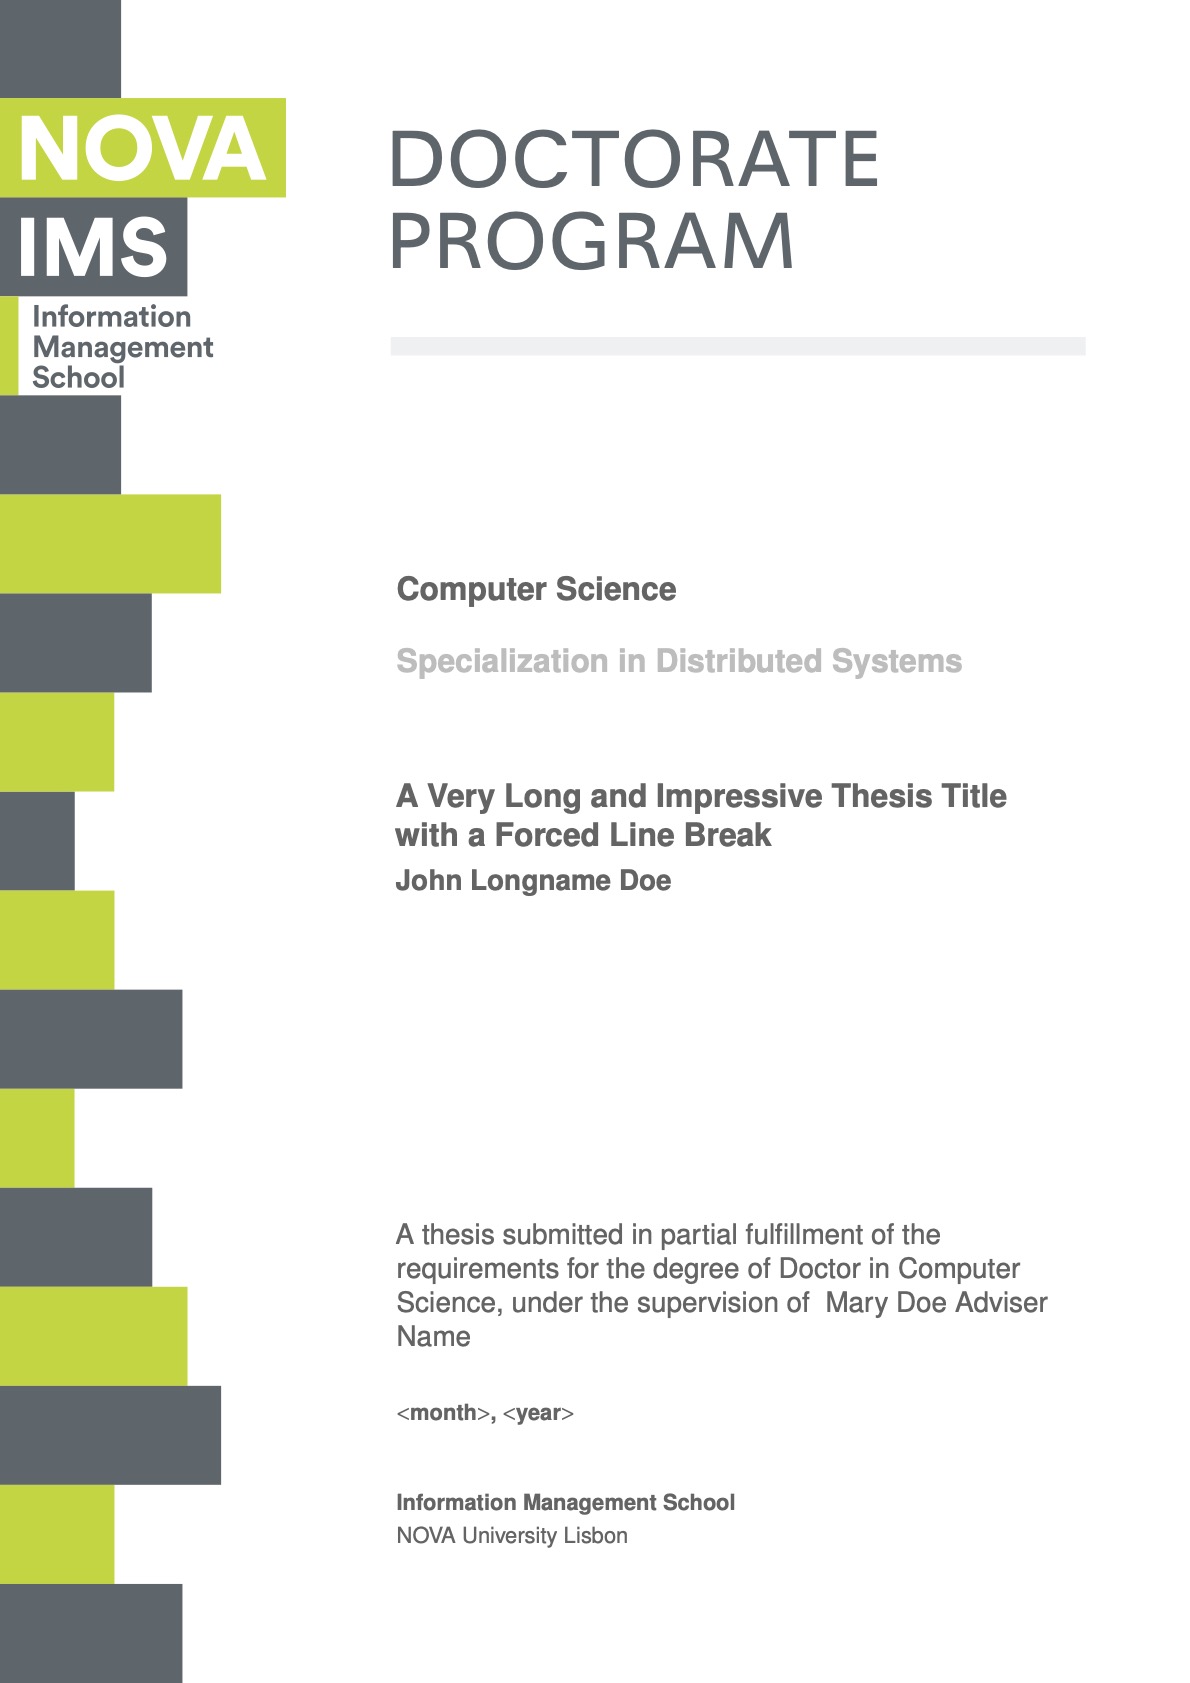 NOVA
IMS
Information
Management
School
DOCTORATE
PROGRAM
Computer Science
Specialization in Distributed Systems
A Very Long and Impressive Thesis Title
with a Forced Line Break
John Longname Doe
A thesis submitted in partial fulfillment of the
requirements for the degree of Doctor in Computer
Science, under the supervision of  Mary Doe Adviser
Name
<month>, <year>
Information Management School
NOVA University Lisbon